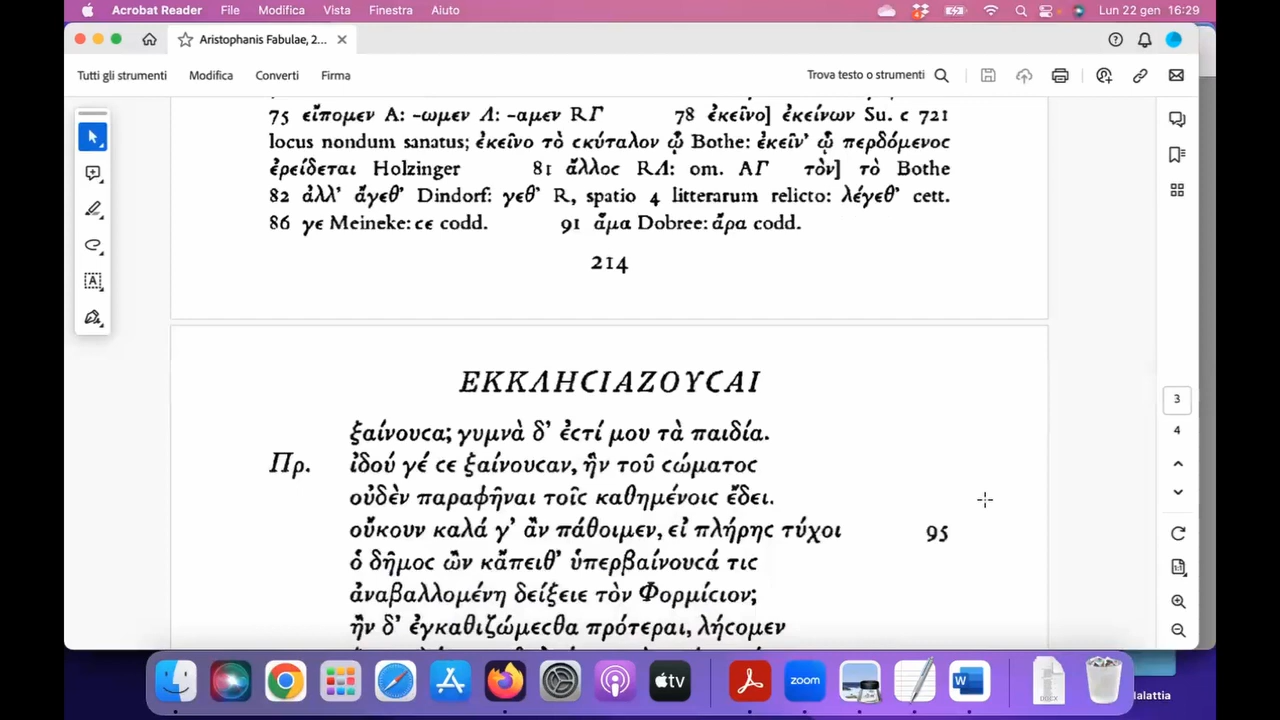 Acrobat Reader File Modifica Vista Finestra Aiuto Lun 22 gen 16:29
Aristophanis Fabulae, 2...
Tutti gli strumenti Modifica Converti Firma Trova testo o strumenti
75 εἴπομεν A: -ωμεν Λ: -αμεν RΓ 78 ἐκεῖνο] ἐκείνων Su. c 721
locus nondum sanatus; ἐκεῖνο τὸ ϲκύταλον ᾧ Bothe: ἐκεῖν' ᾧ περδόμενοϲ
ἐρείδεται Holzinger 81 ἄλλοϲ RΛ: om. AΓ τὸν] τὸ Bothe
82 ἀλλ' ἄγεθ' Dindorf: γεθ' R, spatio 4 litterarum relicto: λέγεθ' cett.
86 γε Meineke: ϲε codd. 91 ἅμα Dobree: ἄρα codd.
214
ΕΚΚΛΗϹΙΑΖΟΥϹΑΙ
ξαίνουϲα; γυμνὰ δ' ἐϲτί μου τὰ παιδία.
Πρ. ἰδού γέ ϲε ξαίνουϲαν, ἣν τοῦ ϲώματοϲ
οὐδὲν παραφῆναι τοῖϲ καθημένοιϲ ἔδει.
οὔκουν καλά γ' ἂν πάθοιμεν, εἰ πλήρηϲ τύχοι 95
ὁ δῆμοϲ ὢν κἄπειθ' ὑπερβαίνουϲά τιϲ
ἀναβαλλομένη δείξειε τὸν Φορμίϲιον;
ἢν δ' ἐγκαθιζώμεϲθα πρότεραι, λήϲομεν
3
4
tv
zoom
W
DOCX
Malattia